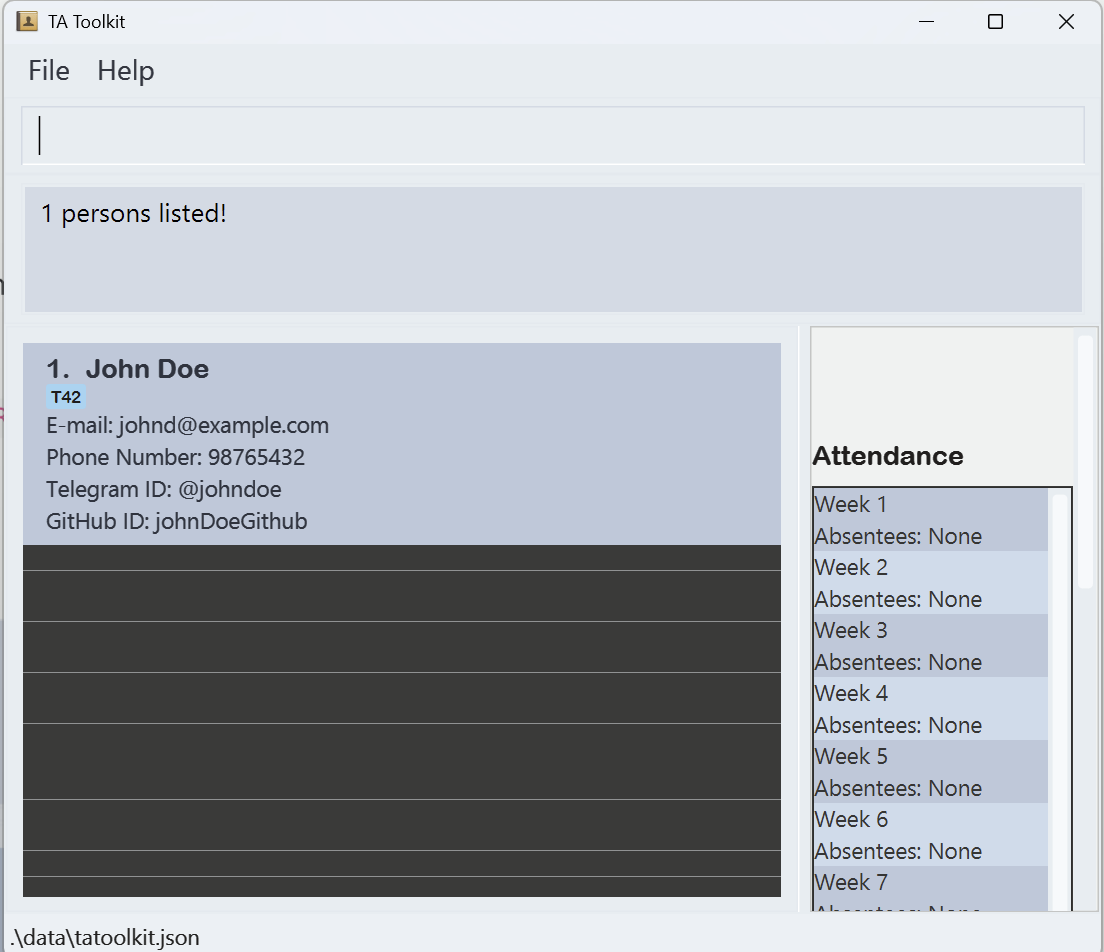 TA Toolkit
File Help
1 persons listed!
1. John Doe
T42
E-mail: johnd@example.com
Phone Number: 98765432
Telegram ID: @johndoe
GitHub ID: johnDoeGithub
Attendance
Week 1
Absentees: None
Week 2
Absentees: None
Week 3
Absentees: None
Week 4
Absentees: None
Week 5
Absentees: None
Week 6
Absentees: None
Week 7
.\data\tatoolkit.json